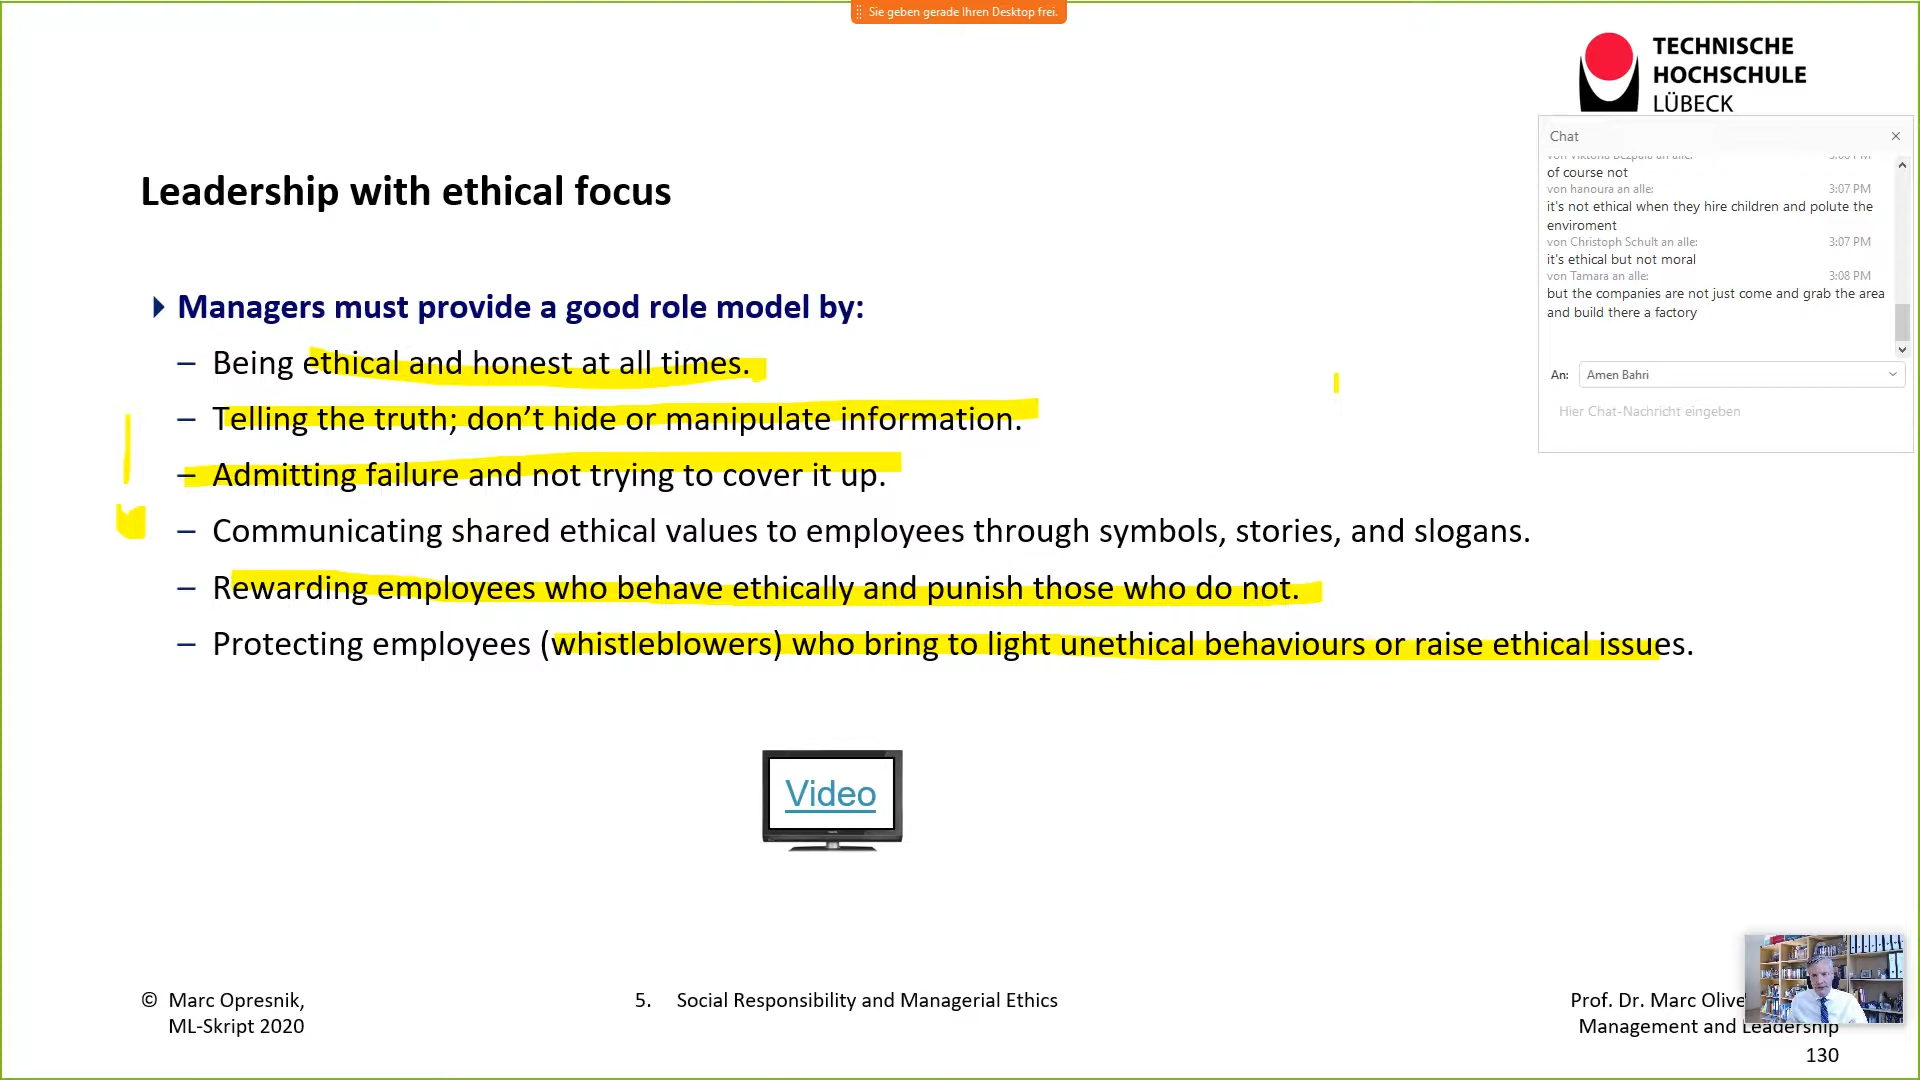 Sie geben gerade Ihren Desktop frei.
TECHNISCHE
HOCHSCHULE
LÜBECK
Leadership with ethical focus
Managers must provide a good role model by:
– Being ethical and honest at all times.
– Telling the truth; don’t hide or manipulate information.
– Admitting failure and not trying to cover it up.
– Communicating shared ethical values to employees through symbols, stories, and slogans.
– Rewarding employees who behave ethically and punish those who do not.
– Protecting employees (whistleblowers) who bring to light unethical behaviours or raise ethical issues.
Video
Chat
of course not
von hanoura an alle: 3:07 PM
it's not ethical when they hire children and polute the
enviroment
von Christoph Schult an alle: 3:07 PM
it's ethical but not moral
von Tamara an alle: 3:08 PM
but the companies are not just come and grab the area
and build there a factory
An: Amen Bahri
Hier Chat-Nachricht eingeben
© Marc Opresnik,
ML-Skript 2020
5. Social Responsibility and Managerial Ethics
Prof. Dr. Marc Olive
Management and Leadership
130